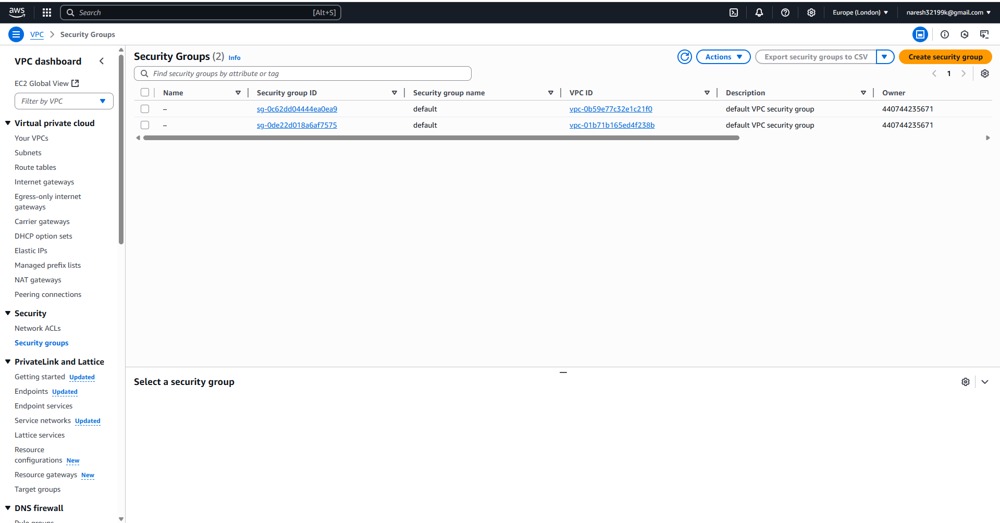 aws
Search [Alt+S]
Europe (London)
naresh32199k@gmail.com
VPC > Security Groups
VPC dashboard
EC2 Global View
Filter by VPC
Virtual private cloud
Your VPCs
Subnets
Route tables
Internet gateways
Egress-only internet
gateways
Carrier gateways
DHCP option sets
Elastic IPs
Managed prefix lists
NAT gateways
Peering connections
Security
Network ACLs
Security groups
PrivateLink and Lattice
Getting started Updated
Endpoints Updated
Endpoint services
Service networks Updated
Lattice services
Resource
configurations New
Resource gateways New
Target groups
DNS firewall
Rule groups
Security Groups (2) Info
Actions
Export security groups to CSV
Create security group
Find security groups by attribute or tag
1
Name Security group ID Security group name VPC ID Description Owner
– sg-0c62dd04444ea0ea9 default vpc-0b59e77c32e1c21f0 default VPC security group 440744235671
– sg-0de22d018a6af7575 default vpc-01b71b165ed4f238b default VPC security group 440744235671
Select a security group